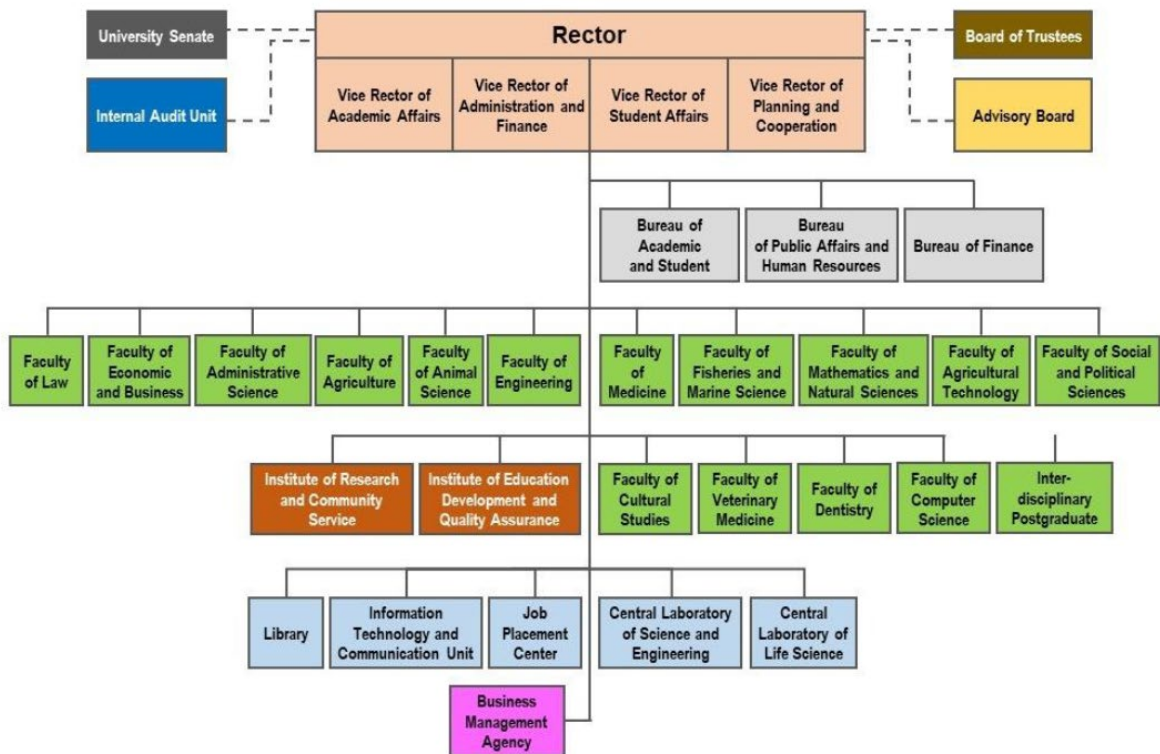 University Senate
Rector
Board of Trustees
Internal Audit Unit
Vice Rector of
Academic Affairs
Vice Rector of
Administration and
Finance
Vice Rector of
Student Affairs
Vice Rector of
Planning and
Cooperation
Advisory Board
Bureau of
Academic
and Student
Bureau
of Public Affairs and
Human Resources
Bureau of Finance
Faculty
of Law
Faculty of
Economic
and Business
Faculty of
Administrative
Science
Faculty of
Agriculture
Faculty
of Animal
Science
Faculty of
Engineering
Faculty
of
Medicine
Faculty of
Fisheries and
Marine Science
Faculty of
Mathematics and
Natural Sciences
Faculty of
Agricultural
Technology
Faculty of Social
and Political
Sciences
Institute of Research
and Community
Service
Institute of Education
Development and
Quality Assurance
Faculty of
Cultural
Studies
Faculty of
Veterinary
Medicine
Faculty of
Dentistry
Faculty of
Computer
Science
Inter-
disciplinary
Postgraduate
Library
Information
Technology and
Communication Unit
Job
Placement
Center
Central Laboratory
of Science and
Engineering
Central
Laboratory of
Life Science
Business
Management
Agency